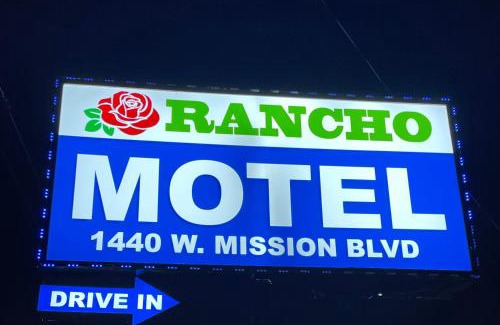 RANCHO
MOTEL
1440 W. MISSION BLVD
DRIVE IN